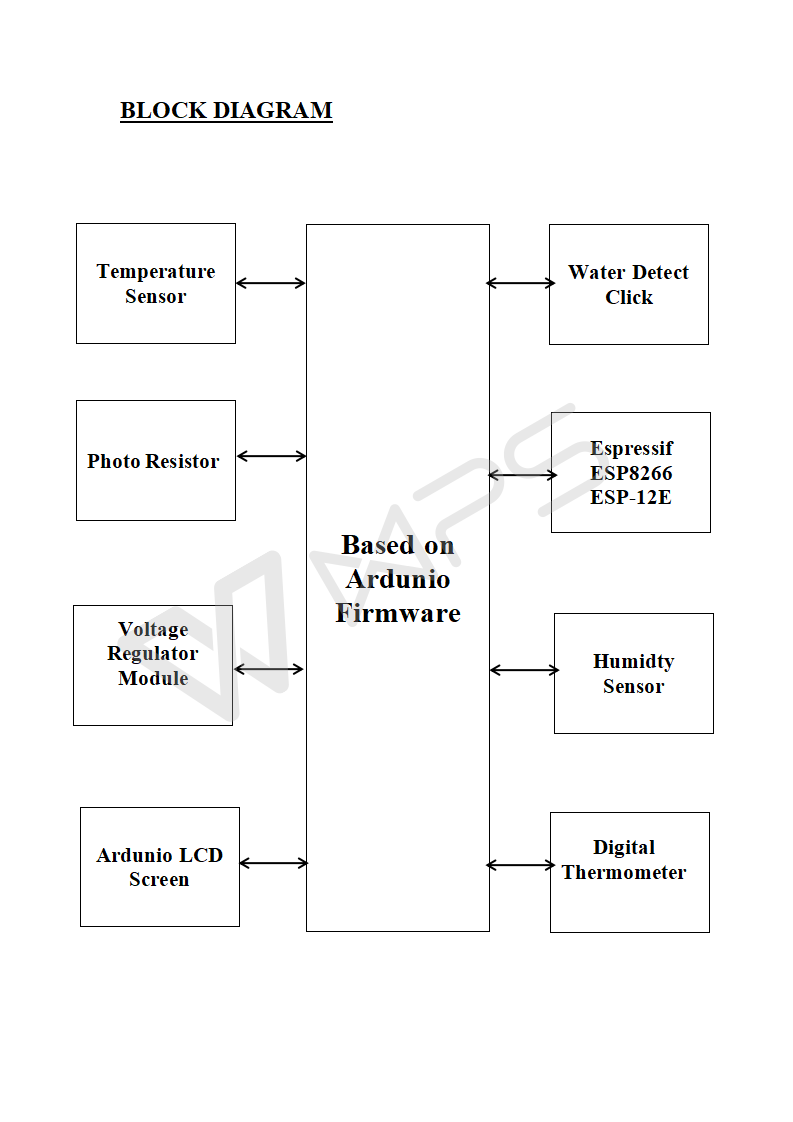 BLOCK DIAGRAM
Temperature
Sensor
Water Detect
Click
Photo Resistor
Espressif
ESP8266
ESP-12E
Based on
Ardunio
Firmware
Voltage
Regulator
Module
Humidty
Sensor
Ardunio LCD
Screen
Digital
Thermometer
WPS